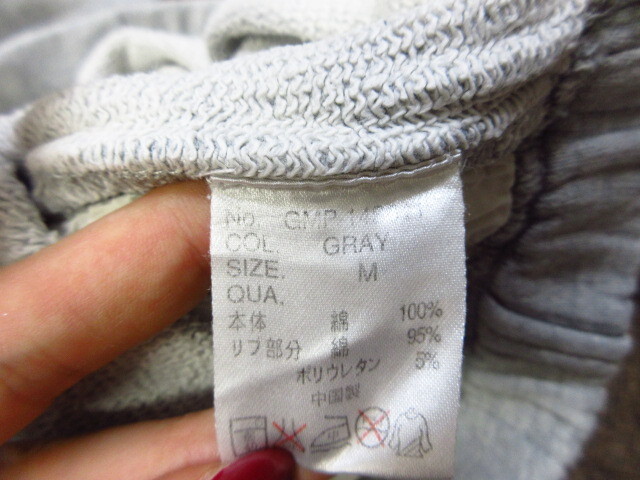 No. 
COL. GRAY
SIZE. M
QUA.
本体 綿 100%
リブ部分 綿 95%
ポリウレタン 5%
中国製